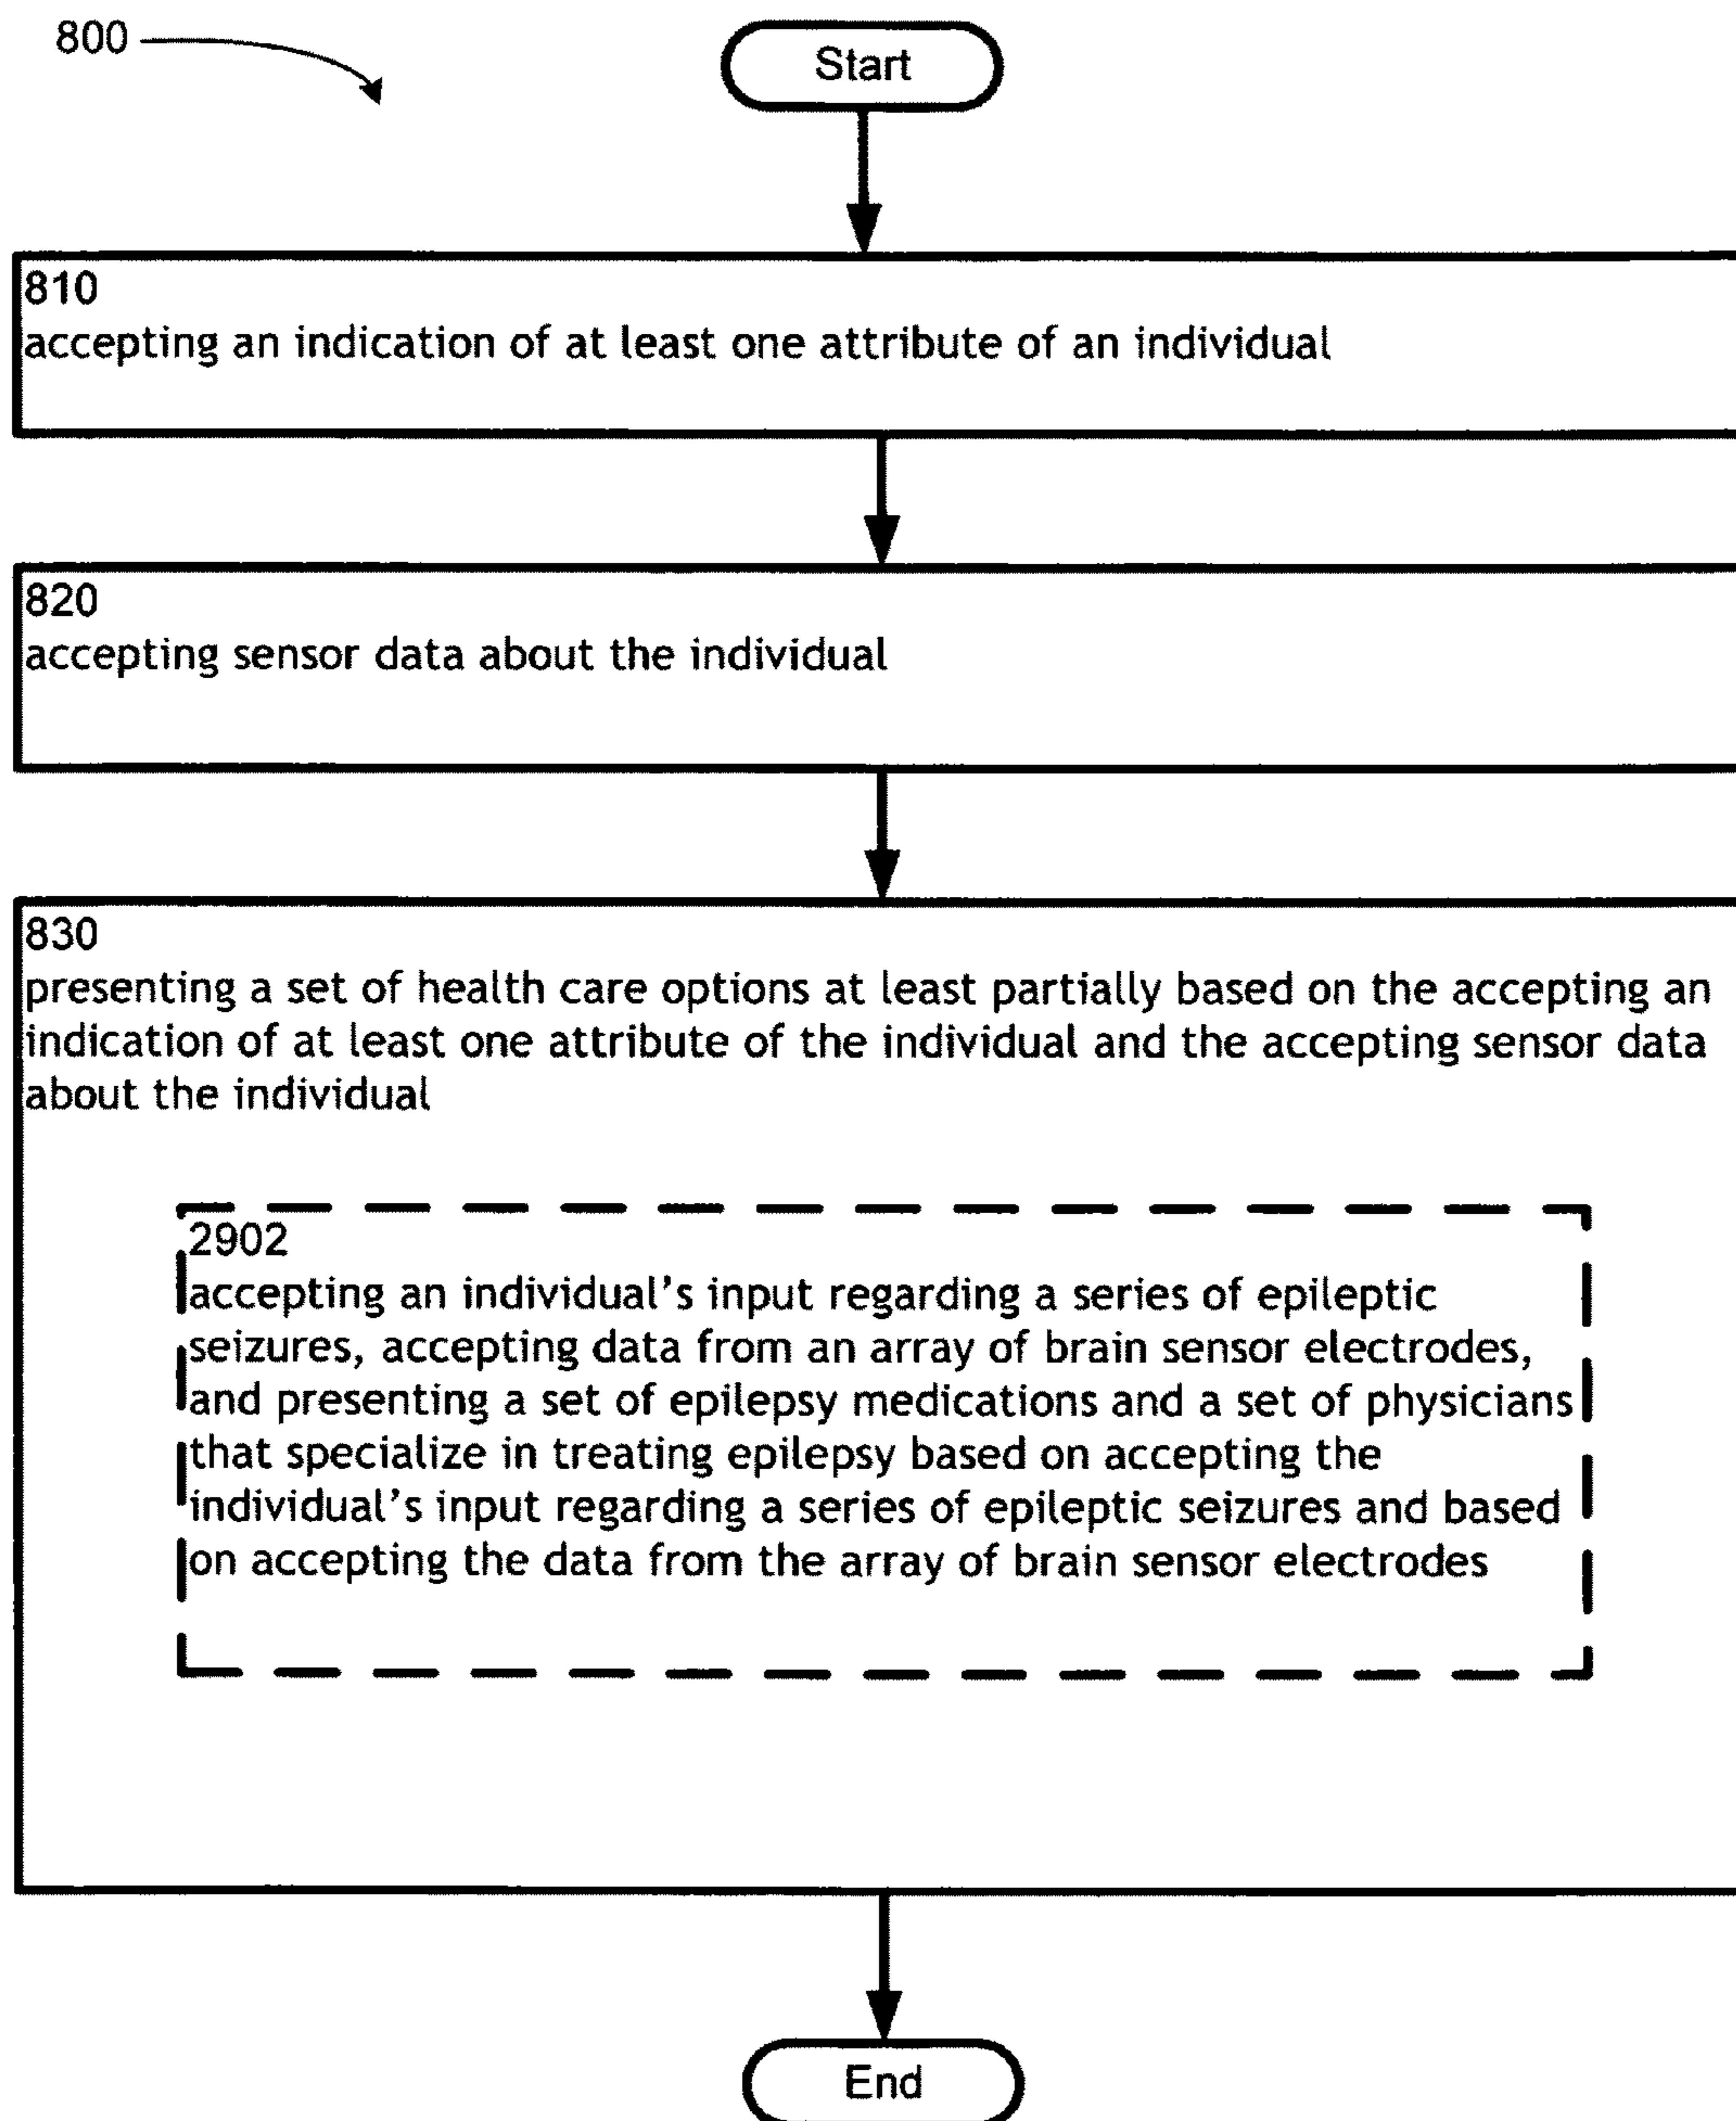 800
Start
810
accepting an indication of at least one attribute of an individual
820
accepting sensor data about the individual
830
presenting a set of health care options at least partially based on the accepting an
indication of at least one attribute of the individual and the accepting sensor data
about the individual
2902
accepting an individual's input regarding a series of epileptic
seizures, accepting data from an array of brain sensor electrodes,
and presenting a set of epilepsy medications and a set of physicians
that specialize in treating epilepsy based on accepting the
individual's input regarding a series of epileptic seizures and based
on accepting the data from the array of brain sensor electrodes
End